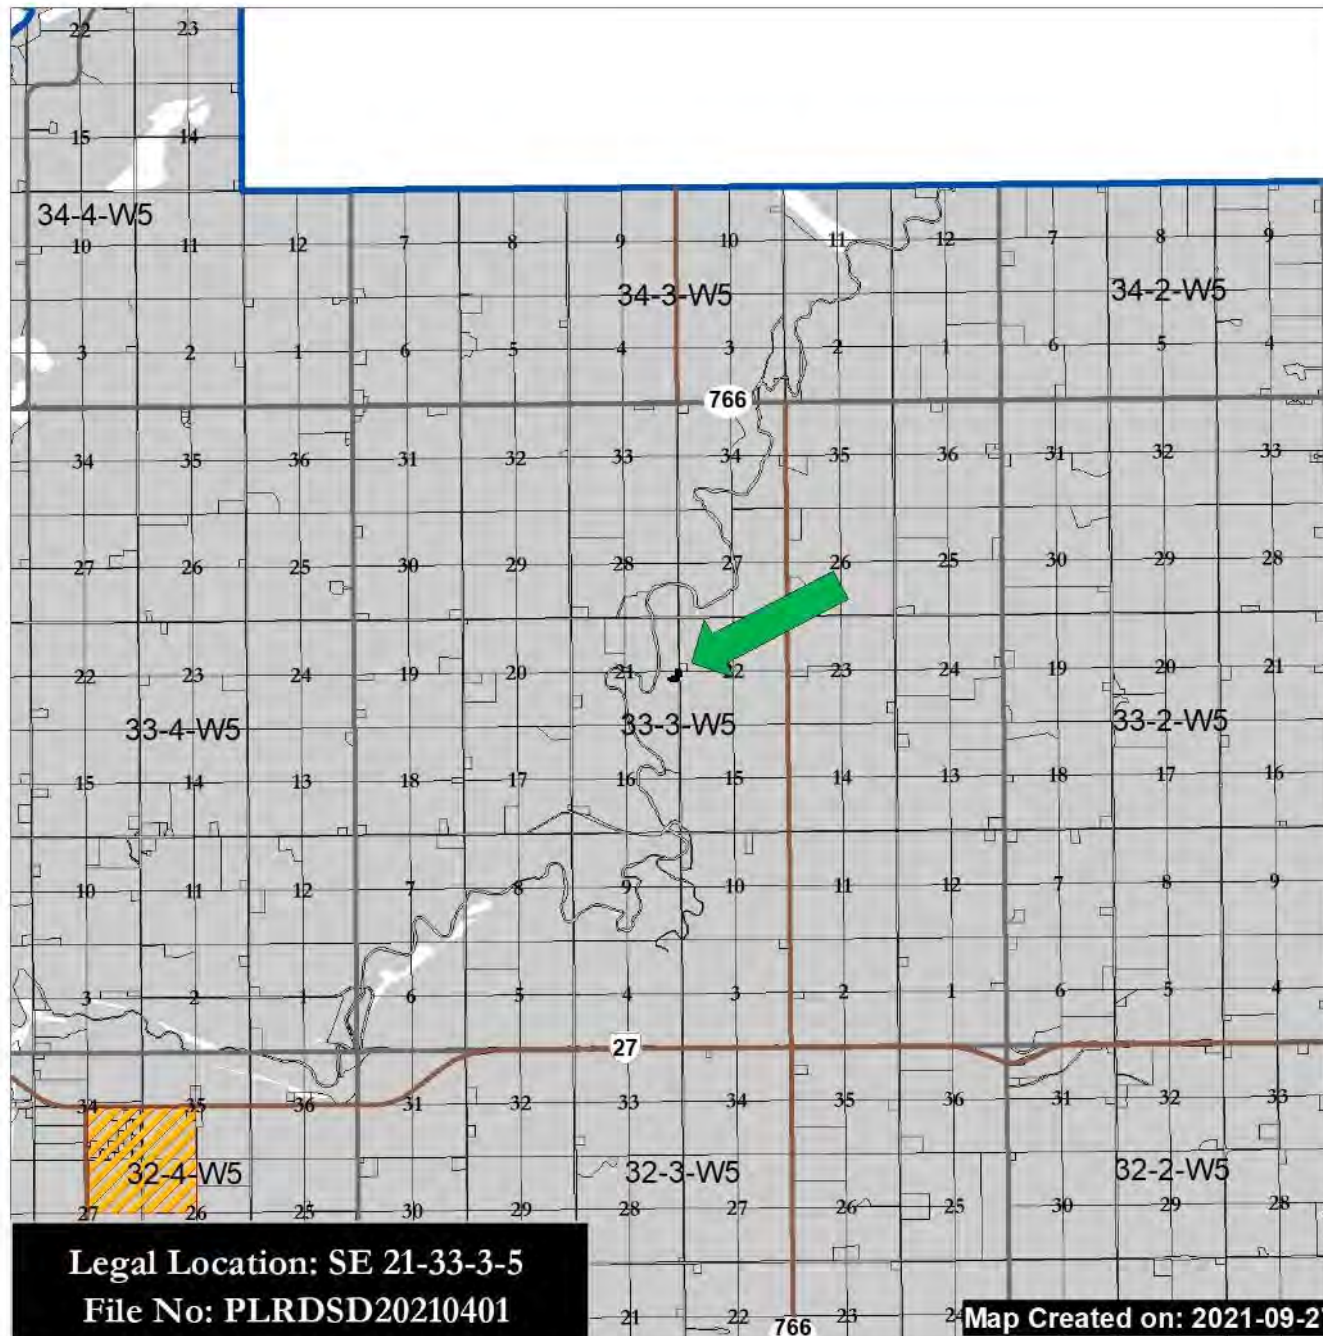 22 23
15 14
34-4-W5
10 11 12 7 8 9 10 11 12 7 8 9
34-3-W5 34-2-W5
3 2 1 6 5 4 3 2 1 6 5 4
766
34 35 36 31 32 33 34 35 36 31 32 33
27 26 25 30 29 28 27 26 25 30 29 28
22 23 24 19 20 21 22 23 24 19 20 21
33-4-W5 33-3-W5 33-2-W5
15 14 13 18 17 16 15 14 13 18 17 16
10 11 12 7 8 9 10 11 12 7 8 9
3 2 1 6 5 4 3 2 1 6 5 4
27
34 35 36 31 32 33 34 35 36 31 32 33
32-4-W5 32-3-W5 32-2-W5
27 26 25 30 29 28 27 26 25 30 29 28
Legal Location: SE 21-33-3-5
File No: PLRDSD20210401
21 22 23 24
766
Map Created on: 2021-09-27